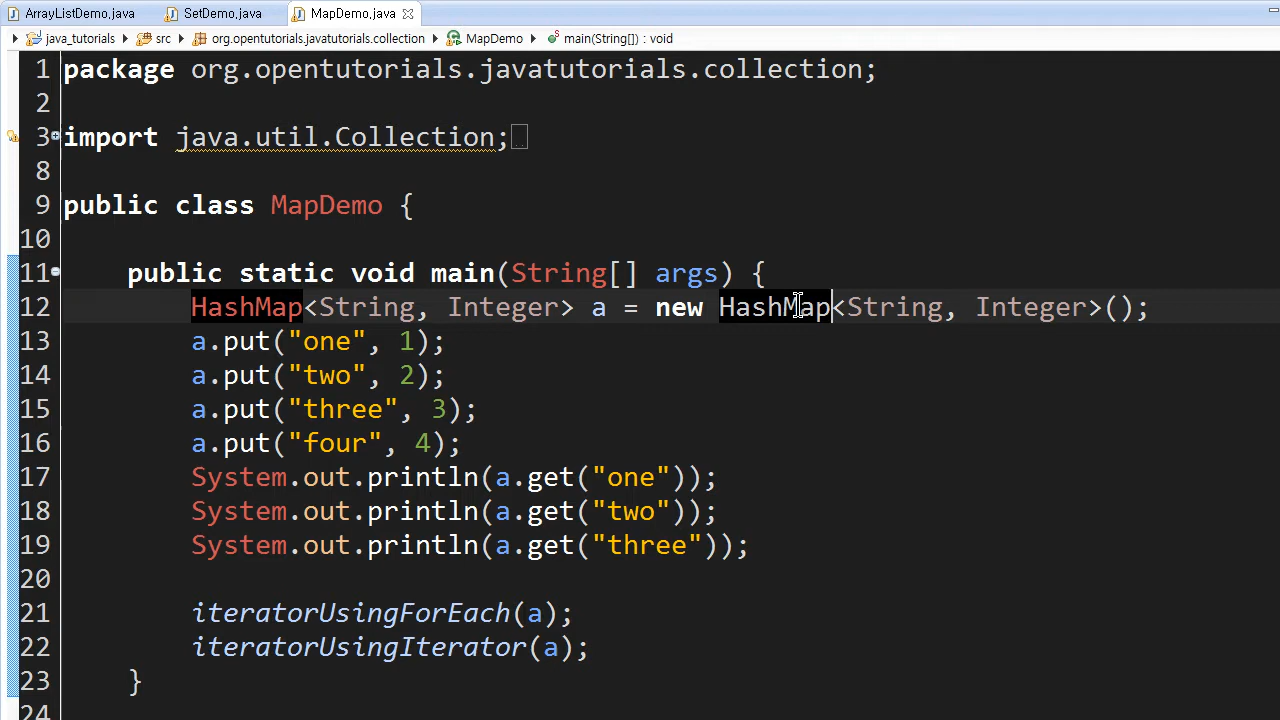 ArrayListDemo.java SetDemo.java MapDemo.java
java_tutorials src org.opentutorials.javatutorials.collection MapDemo main(String[]) : void
1 package org.opentutorials.javatutorials.collection;
2
3 import java.util.Collection;
8
9 public class MapDemo {
10
11 public static void main(String[] args) {
12 HashMap<String, Integer> a = new HashMap<String, Integer>();
13 a.put("one", 1);
14 a.put("two", 2);
15 a.put("three", 3);
16 a.put("four", 4);
17 System.out.println(a.get("one"));
18 System.out.println(a.get("two"));
19 System.out.println(a.get("three"));
20
21 iteratorUsingForEach(a);
22 iteratorUsingIterator(a);
23 }
24